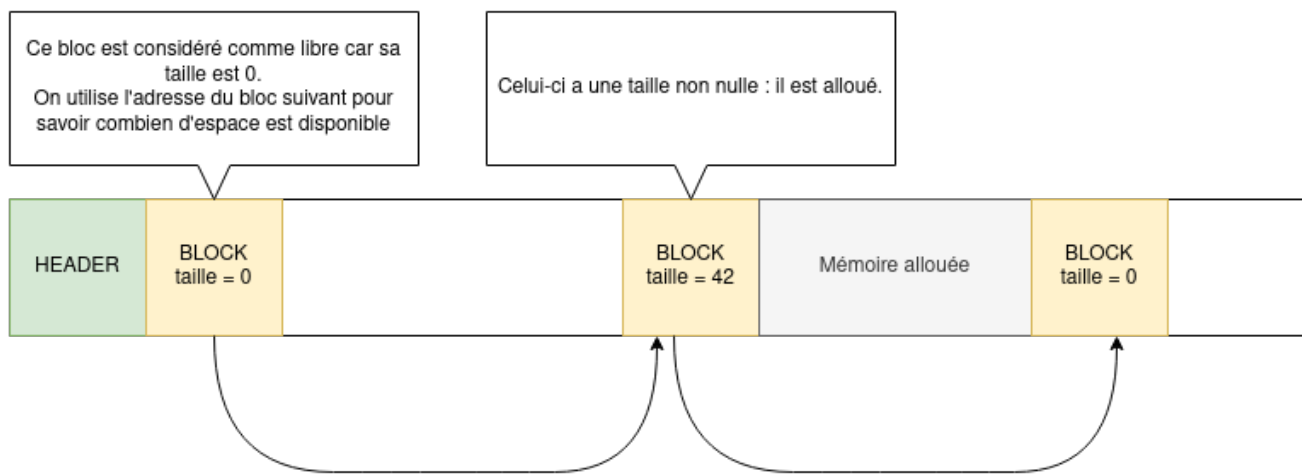 Ce bloc est considéré comme libre car sa
taille est 0.
On utilise l'adresse du bloc suivant pour
savoir combien d'espace est disponible
Celui-ci a une taille non nulle : il est alloué.
HEADER
BLOCK
taille = 0
BLOCK
taille = 42
Mémoire allouée
BLOCK
taille = 0